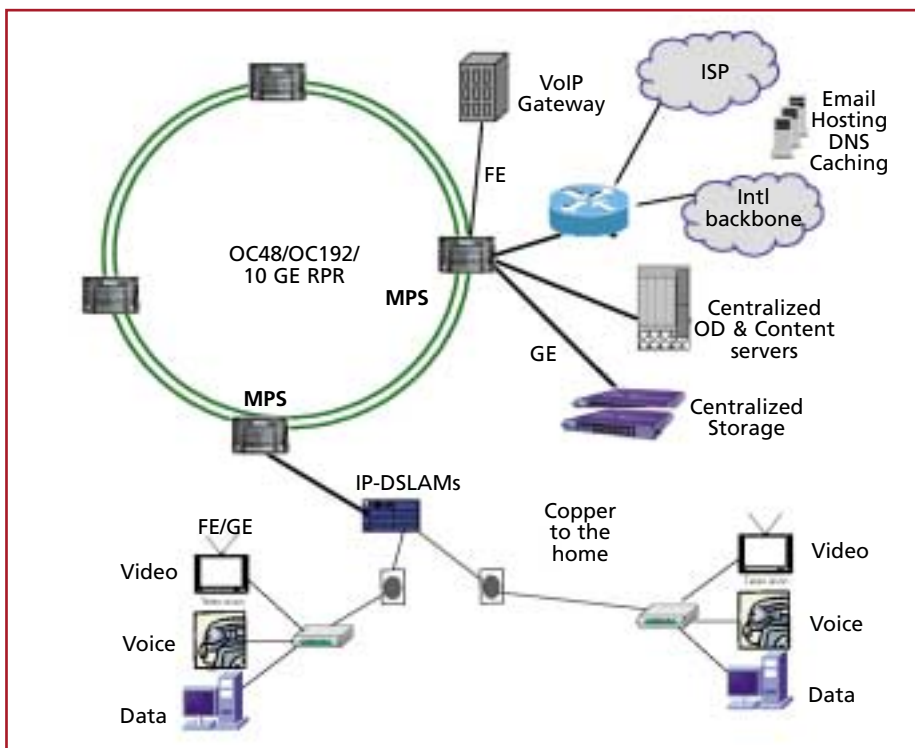 VoIP
Gateway
ISP
Email
Hosting
DNS
Caching
FE
Intl
backbone
OC48/OC192/
10 GE RPR
MPS
Centralized
OD & Content
servers
GE
Centralized
Storage
MPS
IP-DSLAMs
FE/GE
Copper
to the
home
Video
Voice
Data
Video
Voice
Data